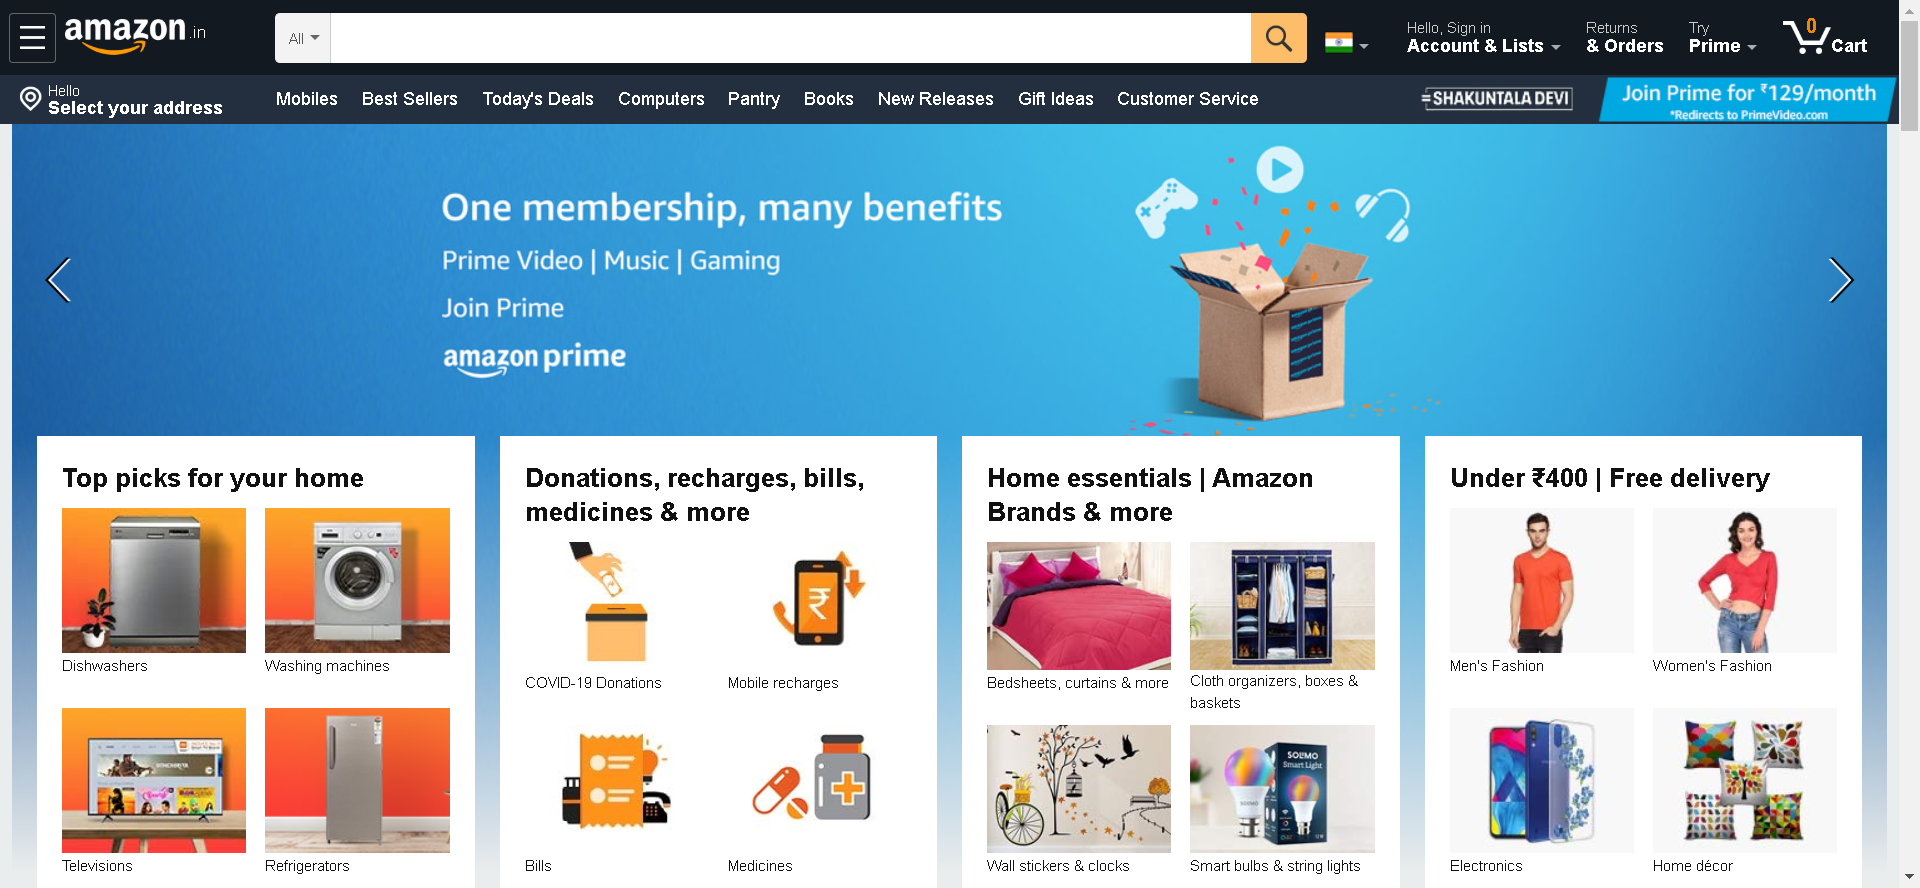 amazon.in
All
Hello, Sign in
Account & Lists
Returns
& Orders
Try
Prime
0
Cart
Hello
Select your address
Mobiles
Best Sellers
Today's Deals
Computers
Pantry
Books
New Releases
Gift Ideas
Customer Service
SHAKUNTALA DEVI
Join Prime for ₹129/month
*Redirects to PrimeVideo.com
One membership, many benefits
Prime Video | Music | Gaming
Join Prime
amazon prime
Top picks for your home
Dishwashers
Washing machines
Televisions
Refrigerators
Donations, recharges, bills,
medicines & more
COVID-19 Donations
Mobile recharges
Bills
Medicines
Home essentials | Amazon
Brands & more
Bedsheets, curtains & more
Cloth organizers, boxes &
baskets
SOLIMO
Smart Light
Wall stickers & clocks
Smart bulbs & string lights
Under ₹400 | Free delivery
Men's Fashion
Women's Fashion
Electronics
Home décor